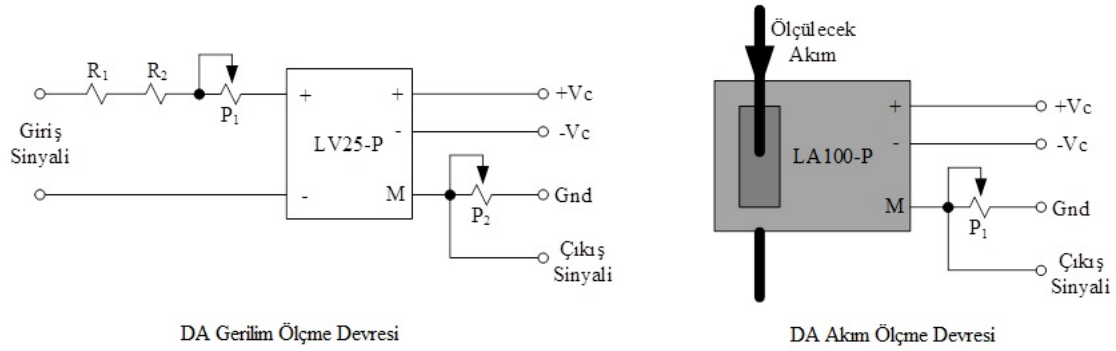 R1
R2
P1
Giriş
Sinyali
+
-
LV25-P
+
-
M
P2
+Vc
-Vc
Gnd
Çıkış
Sinyali
DA Gerilim Ölçme Devresi
Ölçülecek
Akım
LA100-P
+
-
M
P1
+Vc
-Vc
Gnd
Çıkış
Sinyali
DA Akım Ölçme Devresi